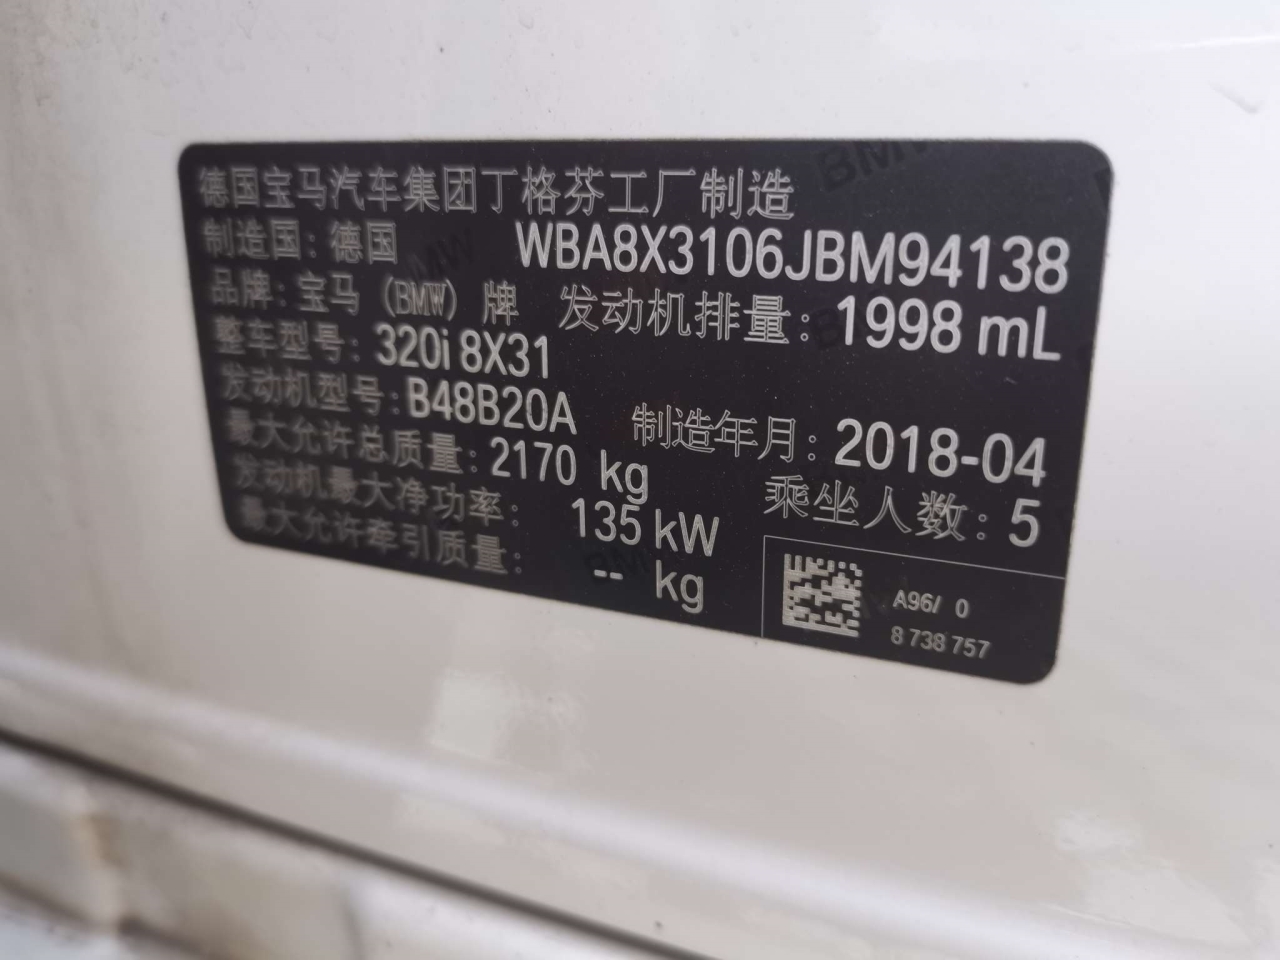 德国宝马汽车集团丁格芬工厂制造
制造国：德国 WBA8X3106JBM94138
品牌：宝马 (BMW) 牌 发动机排量：1998 mL
整车型号：320i 8X31
发动机型号：B48B20A 制造年月：2018-04
最大允许总质量：2170 kg 乘坐人数：5
发动机最大净功率： 135 kW
最大允许牵引质量： -- kg
A96/ 0
8 738 757